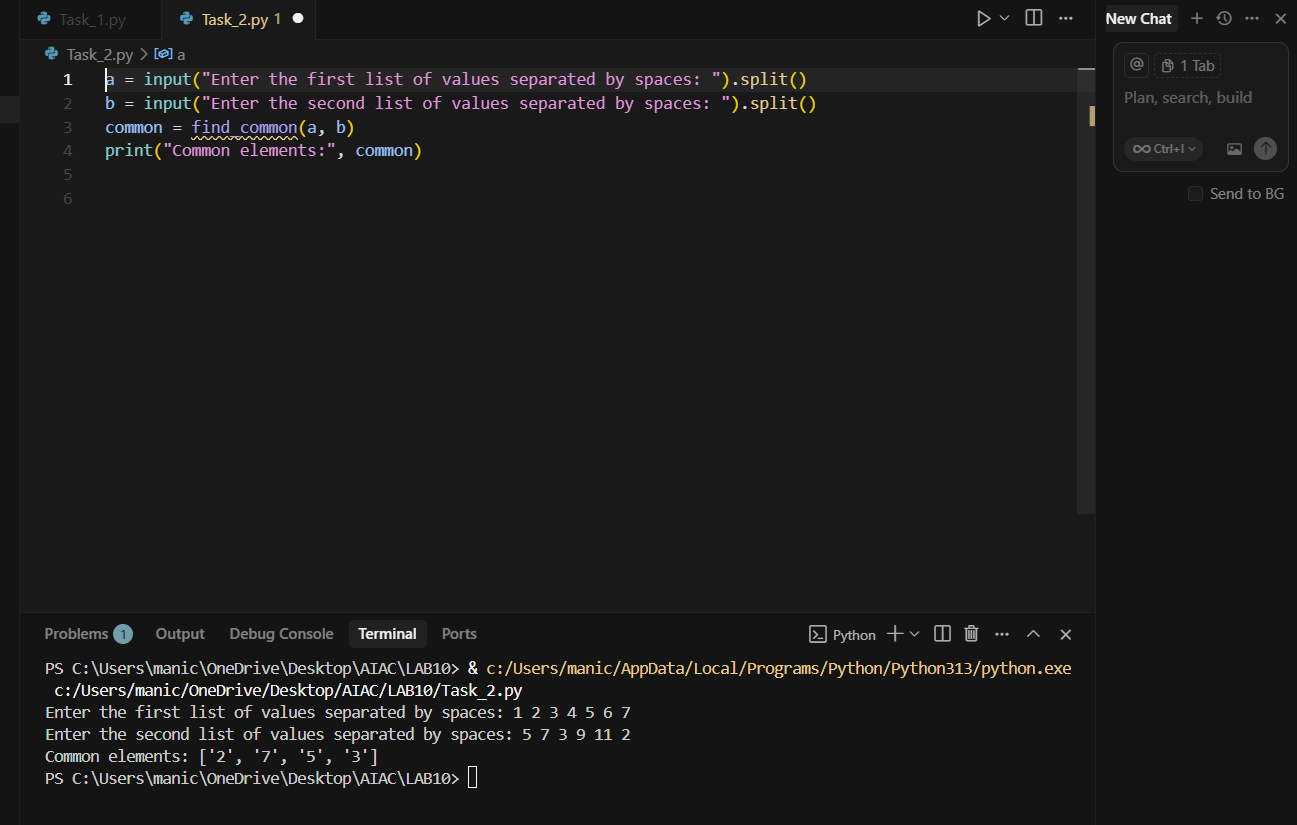 Task_1.py
Task_2.py 1
New Chat
Task_2.py > a
1 a = input("Enter the first list of values separated by spaces: ").split()
2 b = input("Enter the second list of values separated by spaces: ").split()
3 common = find_common(a, b)
4 print("Common elements:", common)
5
6
@ 1 Tab
Plan, search, build
∞ Ctrl+I
Send to BG
Problems 1 Output Debug Console Terminal Ports
Python
PS C:\Users\manic\OneDrive\Desktop\AIAC\LAB10> & c:/Users/manic/AppData/Local/Programs/Python/Python313/python.exe
c:/Users/manic/OneDrive/Desktop/AIAC/LAB10/Task_2.py
Enter the first list of values separated by spaces: 1 2 3 4 5 6 7
Enter the second list of values separated by spaces: 5 7 3 9 11 2
Common elements: ['2', '7', '5', '3']
PS C:\Users\manic\OneDrive\Desktop\AIAC\LAB10>